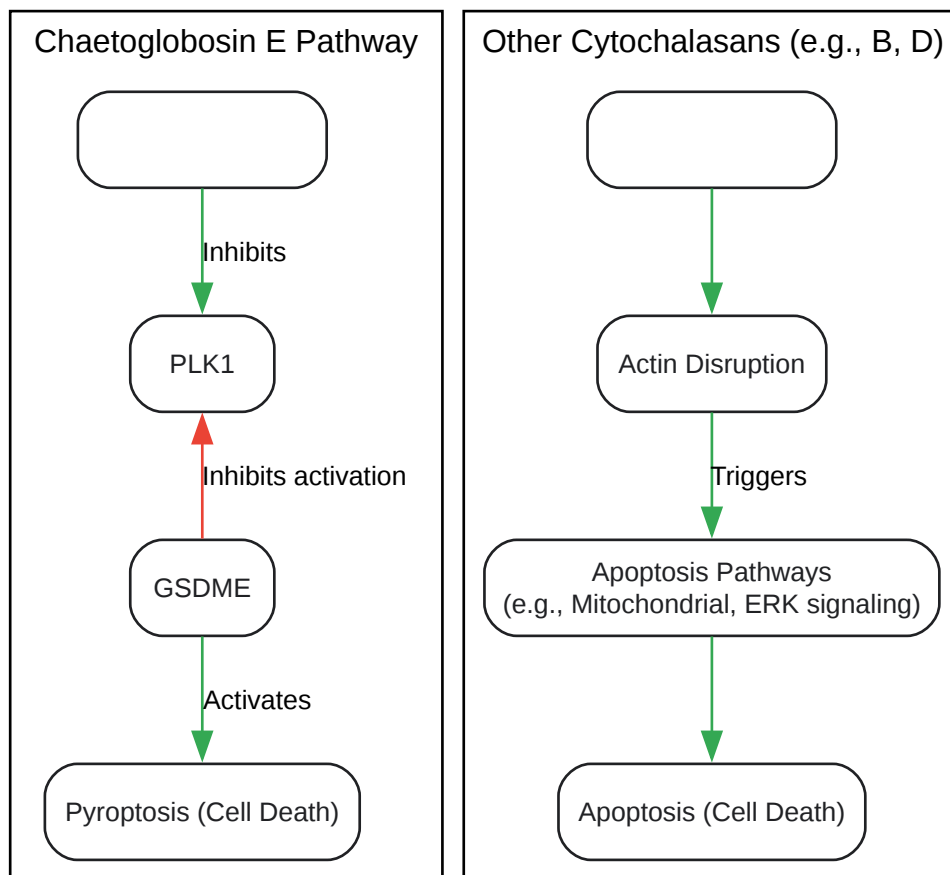 Chaetoglobosin E Pathway
Inhibits
PLK1
Inhibits activation
GSDME
Activates
Pyroptosis (Cell Death)
Other Cytochalasans (e.g., B, D)
Actin Disruption
Triggers
Apoptosis Pathways
(e.g., Mitochondrial, ERK signaling)
Apoptosis (Cell Death)